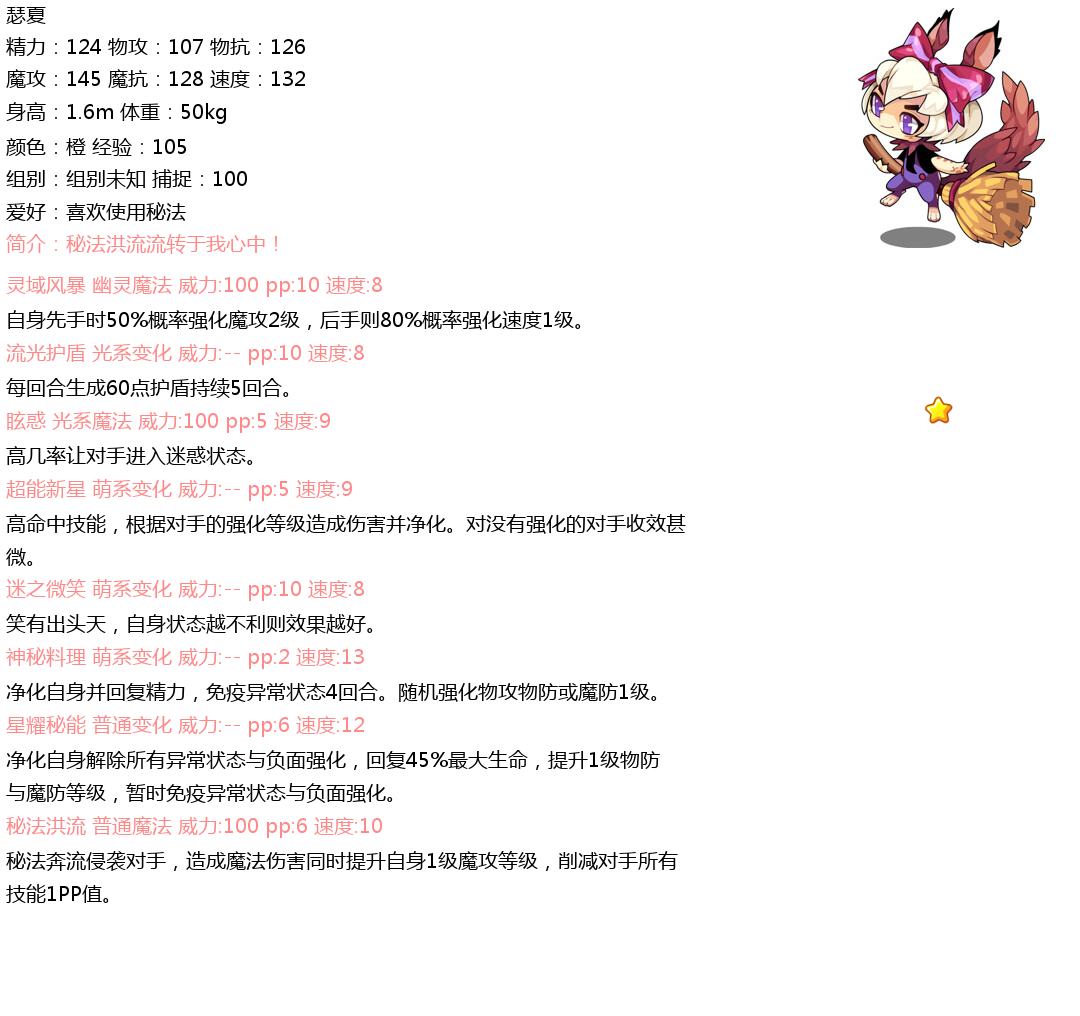 瑟夏
精力：124 物攻：107 物抗：126
魔攻：145 魔抗：128 速度：132
身高：1.6m 体重：50kg
颜色：橙 经验：105
组别：组别未知 捕捉：100
爱好：喜欢使用秘法
简介：秘法洪流流转于我心中！
灵域风暴 幽灵魔法 威力:100 pp:10 速度:8
自身先手时50%概率强化魔攻2级，后手则80%概率强化速度1级。
流光护盾 光系变化 威力:-- pp:10 速度:8
每回合生成60点护盾持续5回合。
眩惑 光系魔法 威力:100 pp:5 速度:9
高几率让对手进入迷惑状态。
超能新星 萌系变化 威力:-- pp:5 速度:9
高命中技能，根据对手的强化等级造成伤害并净化。对没有强化的对手收效甚
微。
迷之微笑 萌系变化 威力:-- pp:10 速度:8
笑有出头天，自身状态越不利则效果越好。
神秘料理 萌系变化 威力:-- pp:2 速度:13
净化自身并回复精力，免疫异常状态4回合。随机强化物攻物防或魔防1级。
星耀秘能 普通变化 威力:-- pp:6 速度:12
净化自身解除所有异常状态与负面强化，回复45%最大生命，提升1级物防
与魔防等级，暂时免疫异常状态与负面强化。
秘法洪流 普通魔法 威力:100 pp:6 速度:10
秘法奔流侵袭对手，造成魔法伤害同时提升自身1级魔攻等级，削减对手所有
技能1PP值。